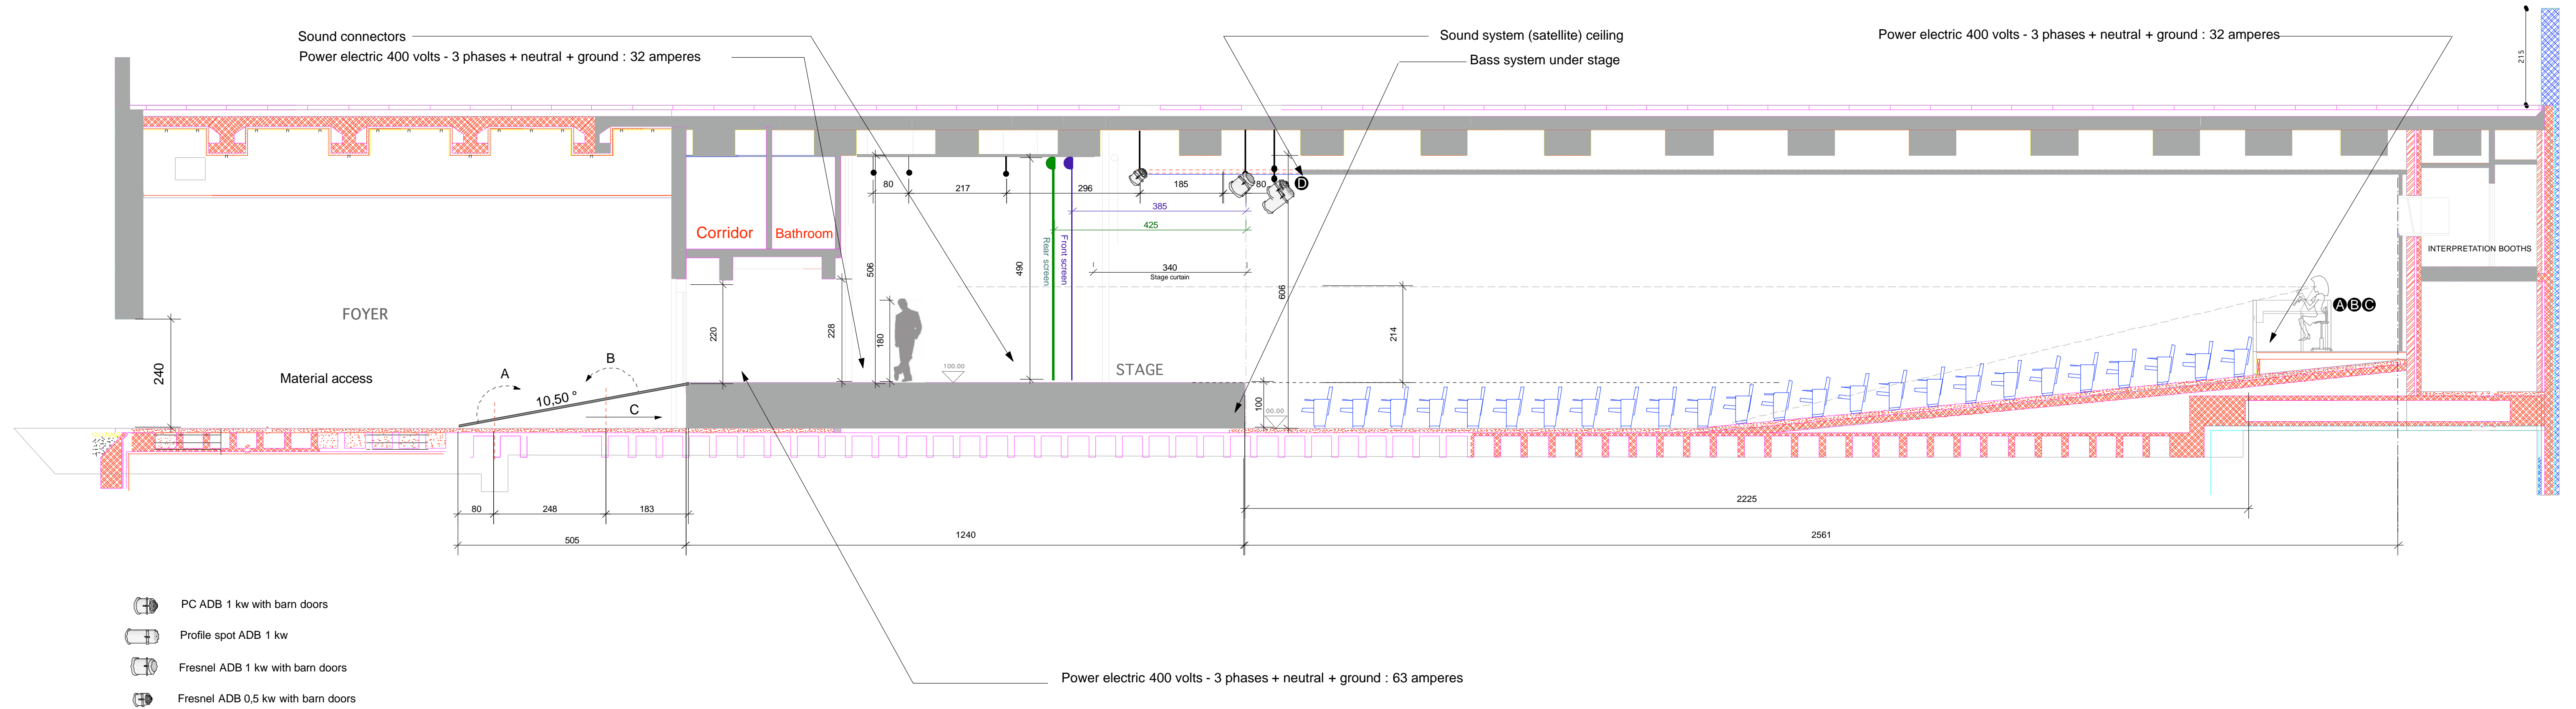 Sound connectors
Power electric 400 volts - 3 phases + neutral + ground : 32 amperes
Sound system (satellite) ceiling
Bass system under stage
Power electric 400 volts - 3 phases + neutral + ground : 32 amperes
215
80
217
296
185
80
D
385
425
Corridor
Bathroom
506
490
Rear screen
Front screen
340
Stage curtain
606
INTERPRETATION BOOTHS
FOYER
220
228
180
214
A B C
240
Material access
A
B
10,50 °
C
100.00
STAGE
100
00.00
80
248
183
505
1240
2225
2561
PC ADB 1 kw with barn doors
Profile spot ADB 1 kw
Fresnel ADB 1 kw with barn doors
Fresnel ADB 0,5 kw with barn doors
Power electric 400 volts - 3 phases + neutral + ground : 63 amperes